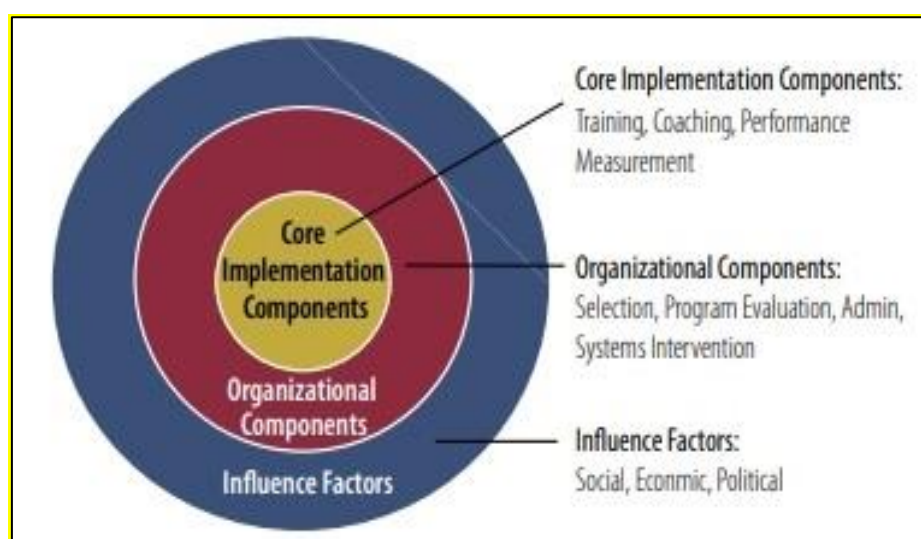 Core
Implementation
Components
Organizational
Components
Influence Factors
Core Implementation Components:
Training, Coaching, Performance
Measurement
Organizational Components:
Selection, Program Evaluation, Admin,
Systems Intervention
Influence Factors:
Social, Econmic, Political